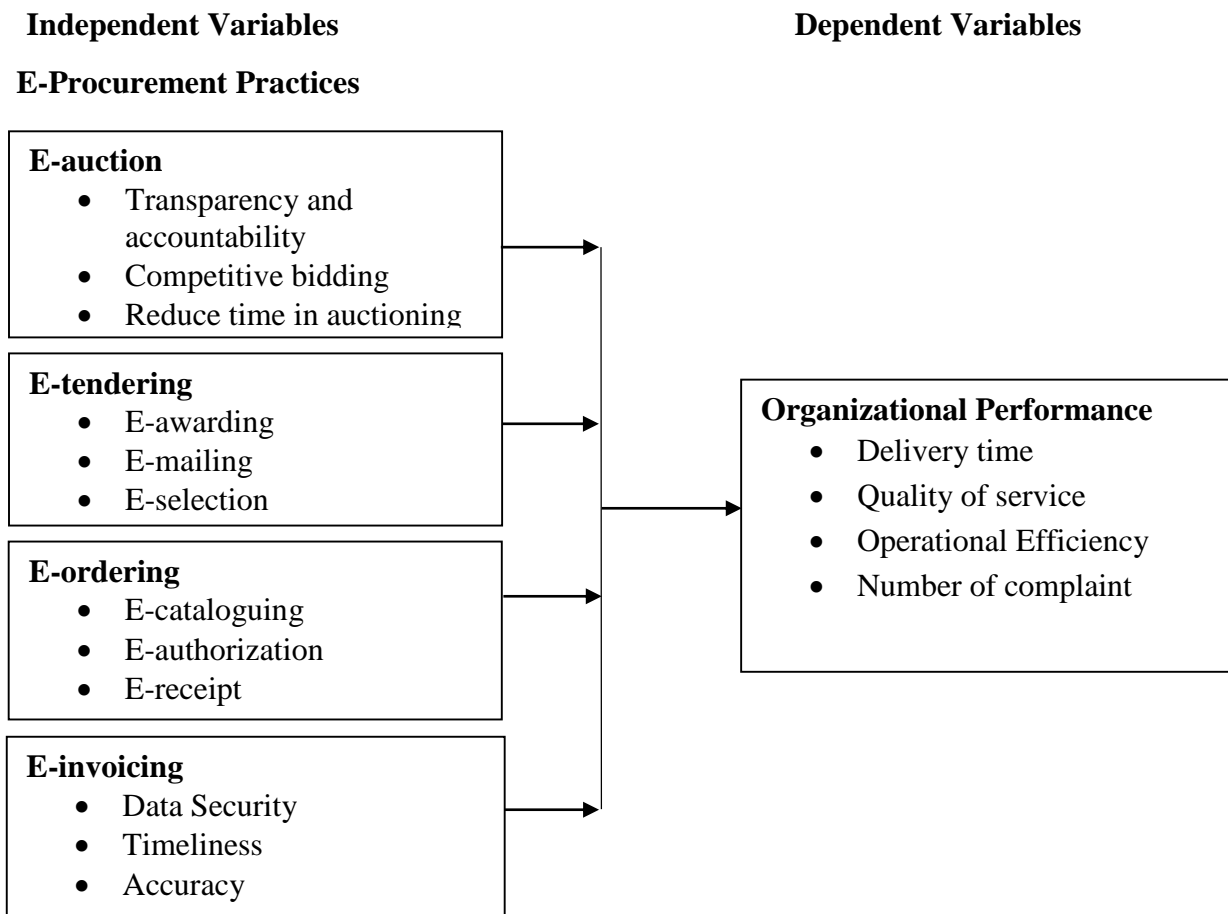 Independent Variables
Dependent Variables
E-Procurement Practices
E-auction
• Transparency and
accountability
• Competitive bidding
• Reduce time in auctioning
E-tendering
• E-awarding
• E-mailing
• E-selection
E-ordering
• E-cataloguing
• E-authorization
• E-receipt
E-invoicing
• Data Security
• Timeliness
• Accuracy
Organizational Performance
• Delivery time
• Quality of service
• Operational Efficiency
• Number of complaint